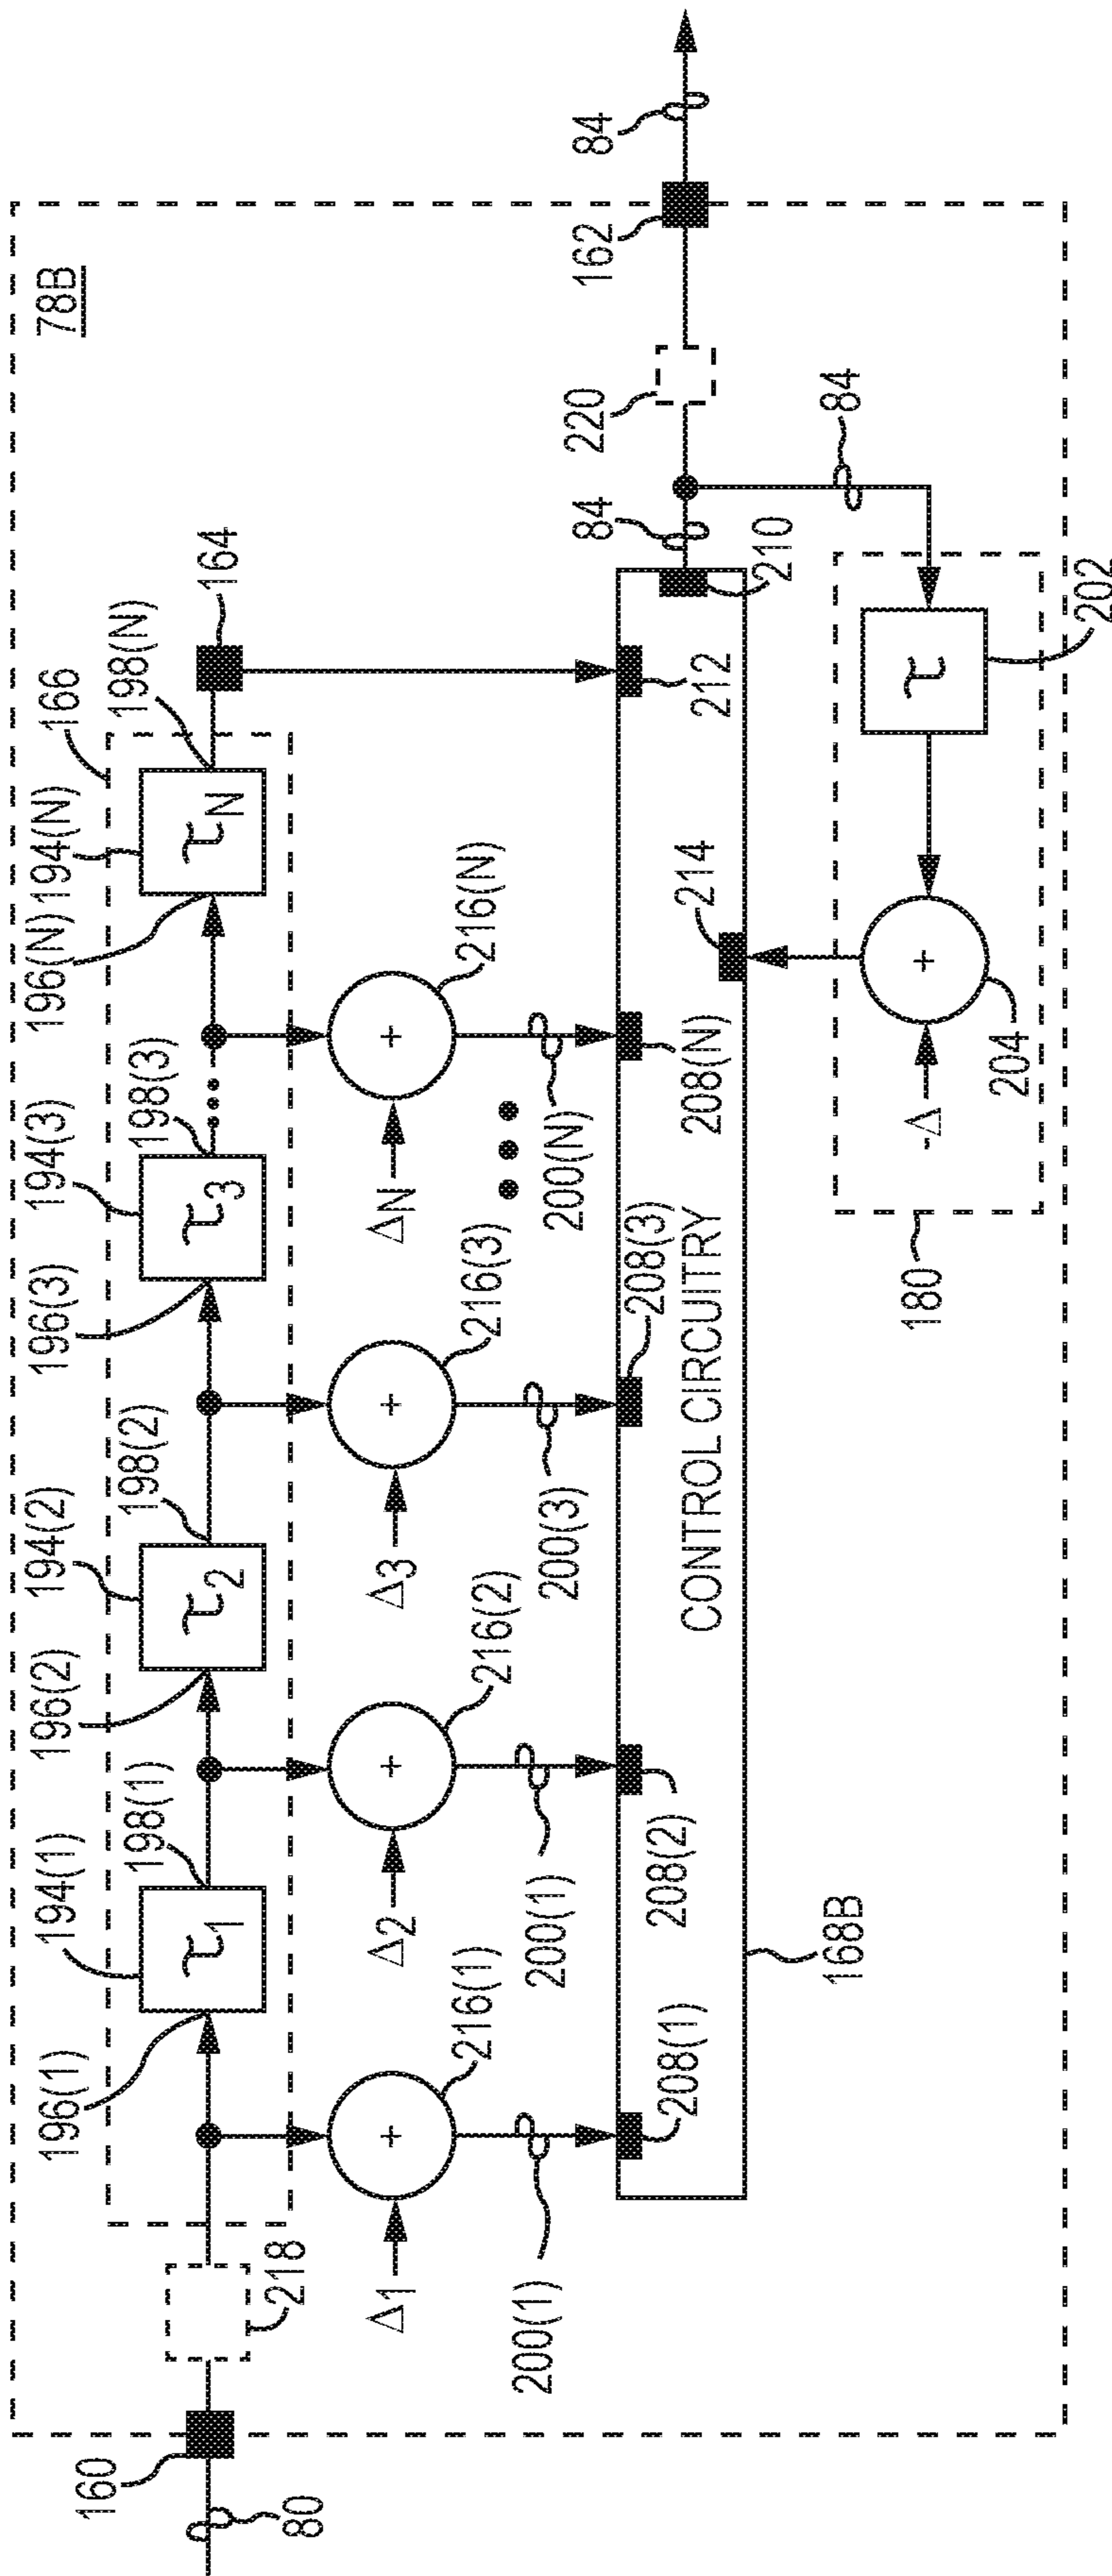 78B
194(1)
194(2)
194(3)
194(N)
166
164
196(1)
198(1)
196(2)
198(2)
196(3)
198(3)
196(N)
198(N)
τ1
τ2
τ3
τN
160
80
218
Δ1
+
216(1)
Δ2
+
216(2)
Δ3
+
216(3)
ΔN
+
216(N)
200(1)
200(1)
200(3)
200(N)
208(1)
208(2)
208(3)
208(N)
214
212
210
CONTROL CIRCUITRY
168B
84
220
162
84
84
180
-Δ
+
204
τ
202